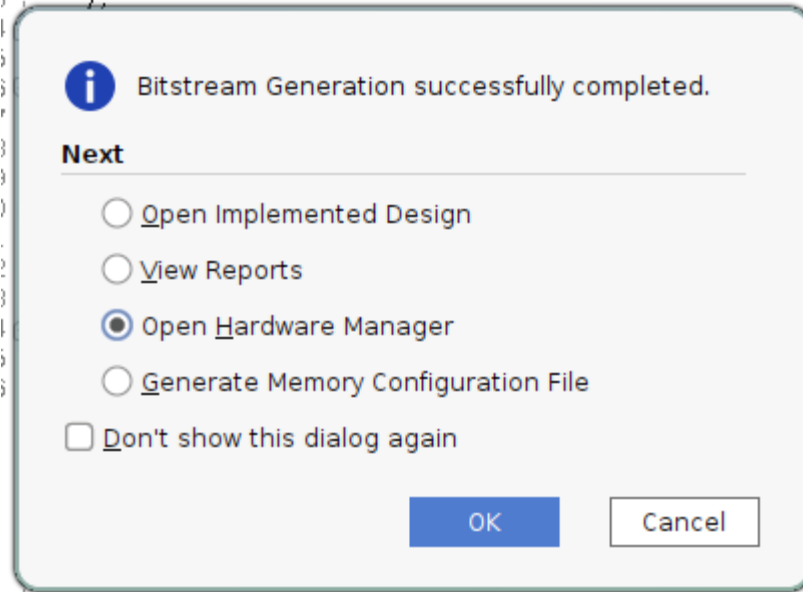 Bitstream Generation successfully completed.
Next
Open Implemented Design
View Reports
Open Hardware Manager
Generate Memory Configuration File
Don't show this dialog again
OK
Cancel